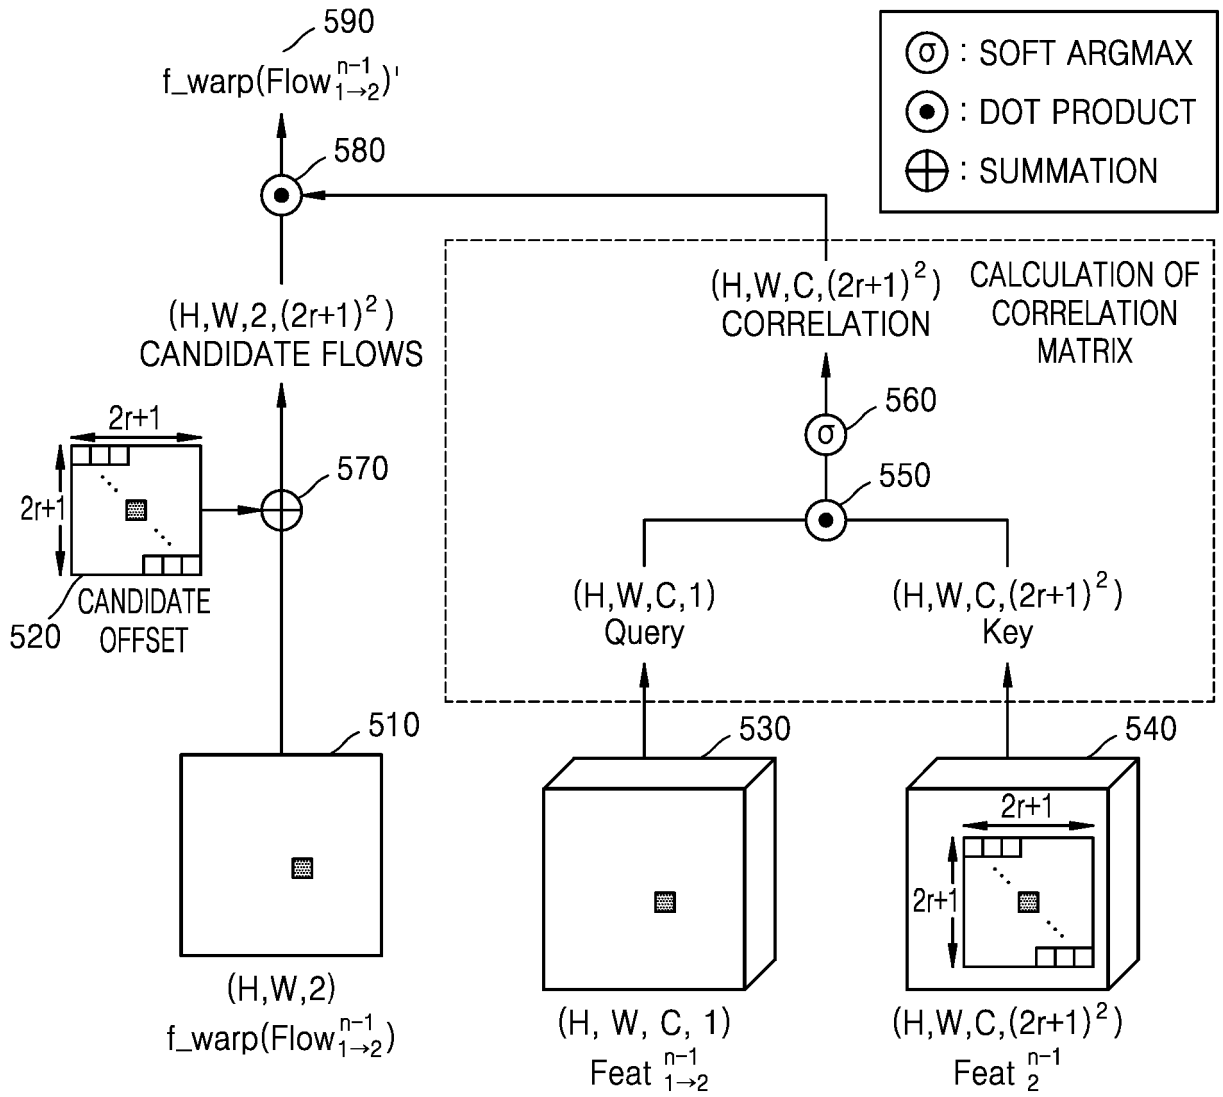 590
f_warp(Flow n−1 1→2)'
580
σ : SOFT ARGMAX
: DOT PRODUCT
: SUMMATION
(H,W,2,(2r+1)2)
CANDIDATE FLOWS
(H,W,C,(2r+1)2)
CORRELATION
CALCULATION OF
CORRELATION
MATRIX
560
σ
550
2r+1
2r+1
570
520
CANDIDATE
OFFSET
(H,W,C,1)
Query
(H,W,C,(2r+1)2)
Key
510
530
540
2r+1
2r+1
(H,W,2)
f_warp(Flow n−1 1→2)
(H, W, C, 1)
Feat n−1 1→2
(H,W,C,(2r+1)2)
Feat n−1 2